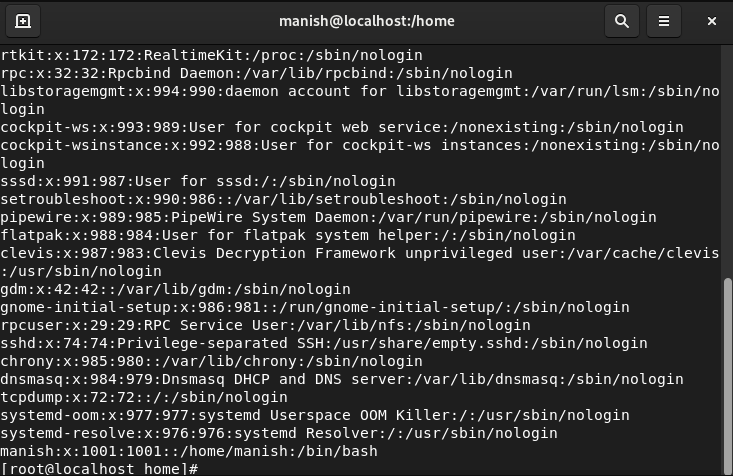 manish@localhost:/home
rtkit:x:172:172:RealtimeKit:/proc:/sbin/nologin
rpc:x:32:32:Rpcbind Daemon:/var/lib/rpcbind:/sbin/nologin
libstoragemgmt:x:994:990:daemon account for libstoragemgmt:/var/run/lsm:/sbin/no
login
cockpit-ws:x:993:989:User for cockpit web service:/nonexisting:/sbin/nologin
cockpit-wsinstance:x:992:988:User for cockpit-ws instances:/nonexisting:/sbin/no
login
sssd:x:991:987:User for sssd:/:/sbin/nologin
setroubleshoot:x:990:986::/var/lib/setroubleshoot:/sbin/nologin
pipewire:x:989:985:PipeWire System Daemon:/var/run/pipewire:/sbin/nologin
flatpak:x:988:984:User for flatpak system helper:/:/sbin/nologin
clevis:x:987:983:Clevis Decryption Framework unprivileged user:/var/cache/clevis
:/usr/sbin/nologin
gdm:x:42:42::/var/lib/gdm:/sbin/nologin
gnome-initial-setup:x:986:981::/run/gnome-initial-setup/:/sbin/nologin
rpcuser:x:29:29:RPC Service User:/var/lib/nfs:/sbin/nologin
sshd:x:74:74:Privilege-separated SSH:/usr/share/empty.sshd:/sbin/nologin
chrony:x:985:980::/var/lib/chrony:/sbin/nologin
dnsmasq:x:984:979:Dnsmasq DHCP and DNS server:/var/lib/dnsmasq:/sbin/nologin
tcpdump:x:72:72::/:/sbin/nologin
systemd-oom:x:977:977:systemd Userspace OOM Killer:/:/usr/sbin/nologin
systemd-resolve:x:976:976:systemd Resolver:/:/usr/sbin/nologin
manish:x:1001:1001::/home/manish:/bin/bash
[root@localhost home]#